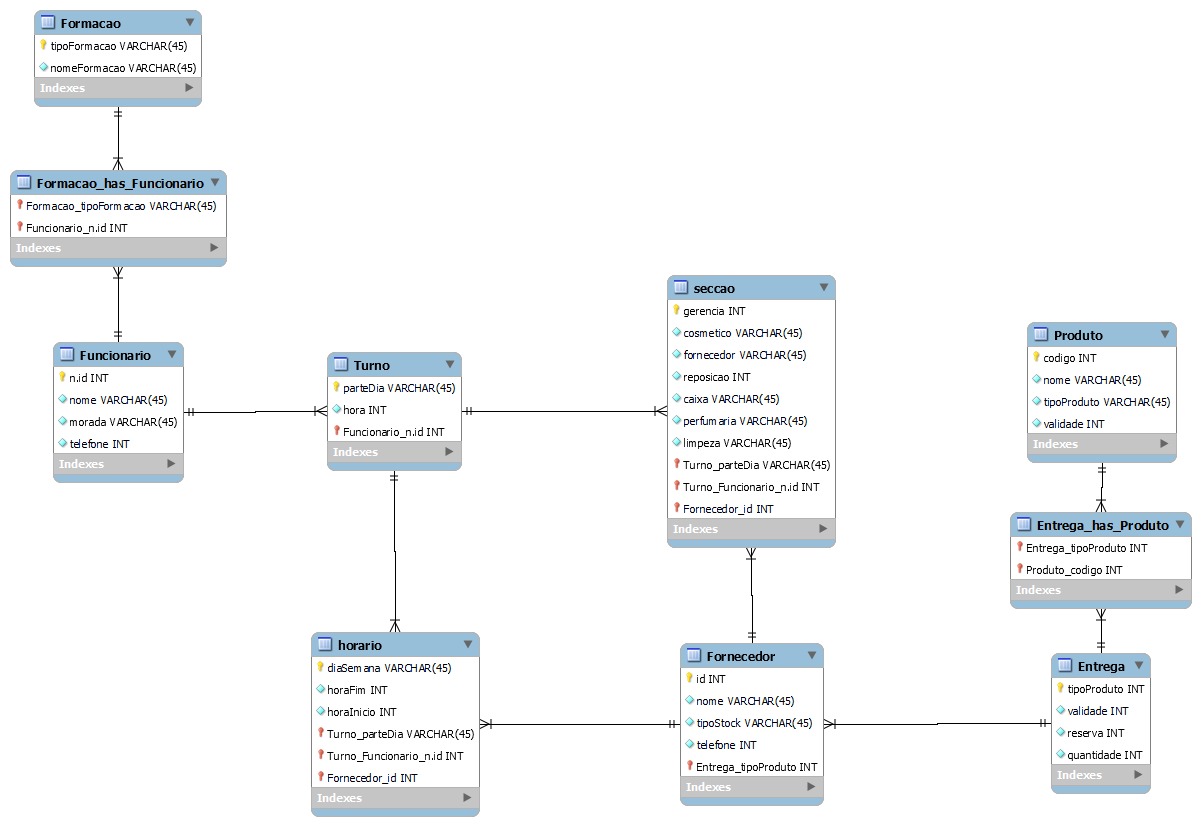 Formacao
tipoFormacao VARCHAR(45)
nomeFormacao VARCHAR(45)
Indexes
Formacao_has_Funcionario
Formacao_tipoFormacao VARCHAR(45)
Funcionario_n.id INT
Indexes
Funcionario
n.id INT
nome VARCHAR(45)
morada VARCHAR(45)
telefone INT
Indexes
Turno
parteDia VARCHAR(45)
hora INT
Funcionario_n.id INT
Indexes
seccao
gerencia INT
cosmetico VARCHAR(45)
fornecedor VARCHAR(45)
reposicao INT
caixa VARCHAR(45)
perfumaria VARCHAR(45)
limpeza VARCHAR(45)
Turno_parteDia VARCHAR(45)
Turno_Funcionario_n.id INT
Fornecedor_id INT
Indexes
Produto
codigo INT
nome VARCHAR(45)
tipoProduto VARCHAR(45)
validade INT
Indexes
Entrega_has_Produto
Entrega_tipoProduto INT
Produto_codigo INT
Indexes
horario
diaSemana VARCHAR(45)
horaFim INT
horaInicio INT
Turno_parteDia VARCHAR(45)
Turno_Funcionario_n.id INT
Fornecedor_id INT
Indexes
Fornecedor
id INT
nome VARCHAR(45)
tipoStock VARCHAR(45)
telefone INT
Entrega_tipoProduto INT
Indexes
Entrega
tipoProduto INT
validade INT
reserva INT
quantidade INT
Indexes